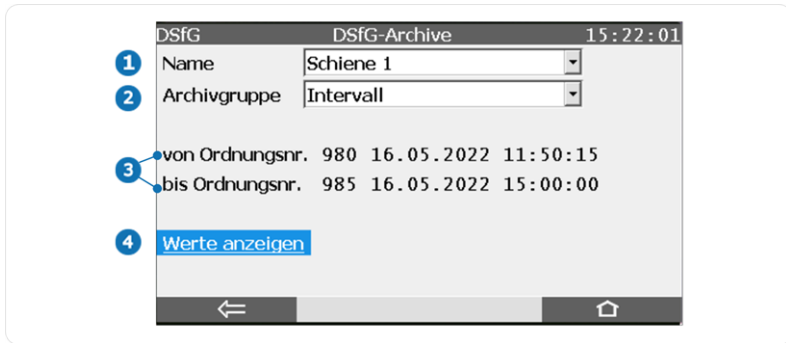 DSfG DSfG-Archive 15:22:01
1 Name Schiene 1
2 Archivgruppe Intervall
3
von Ordnungsnr. 980 16.05.2022 11:50:15
bis Ordnungsnr. 985 16.05.2022 15:00:00
4 Werte anzeigen